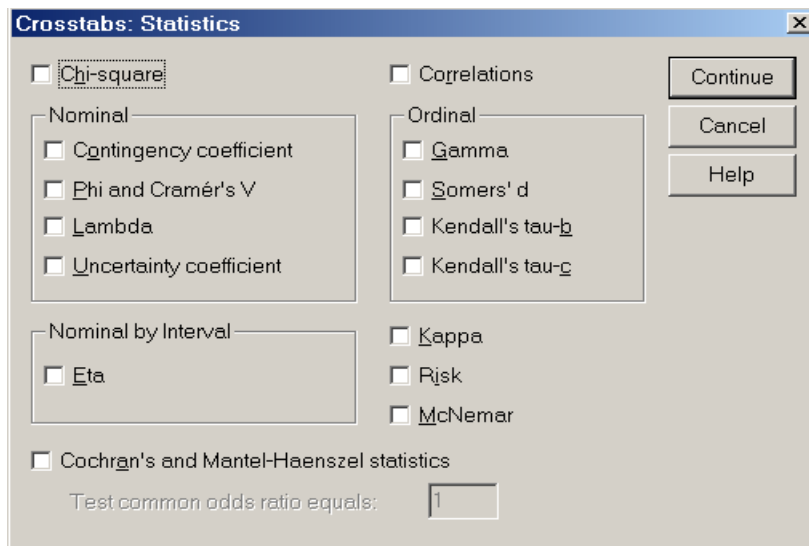 Crosstabs: Statistics
Chi-square
Correlations
Continue
Cancel
Help
Nominal
Contingency coefficient
Phi and Cramér's V
Lambda
Uncertainty coefficient
Ordinal
Gamma
Somers' d
Kendall's tau-b
Kendall's tau-c
Nominal by Interval
Eta
Kappa
Risk
McNemar
Cochran's and Mantel-Haenszel statistics
Test common odds ratio equals: 1